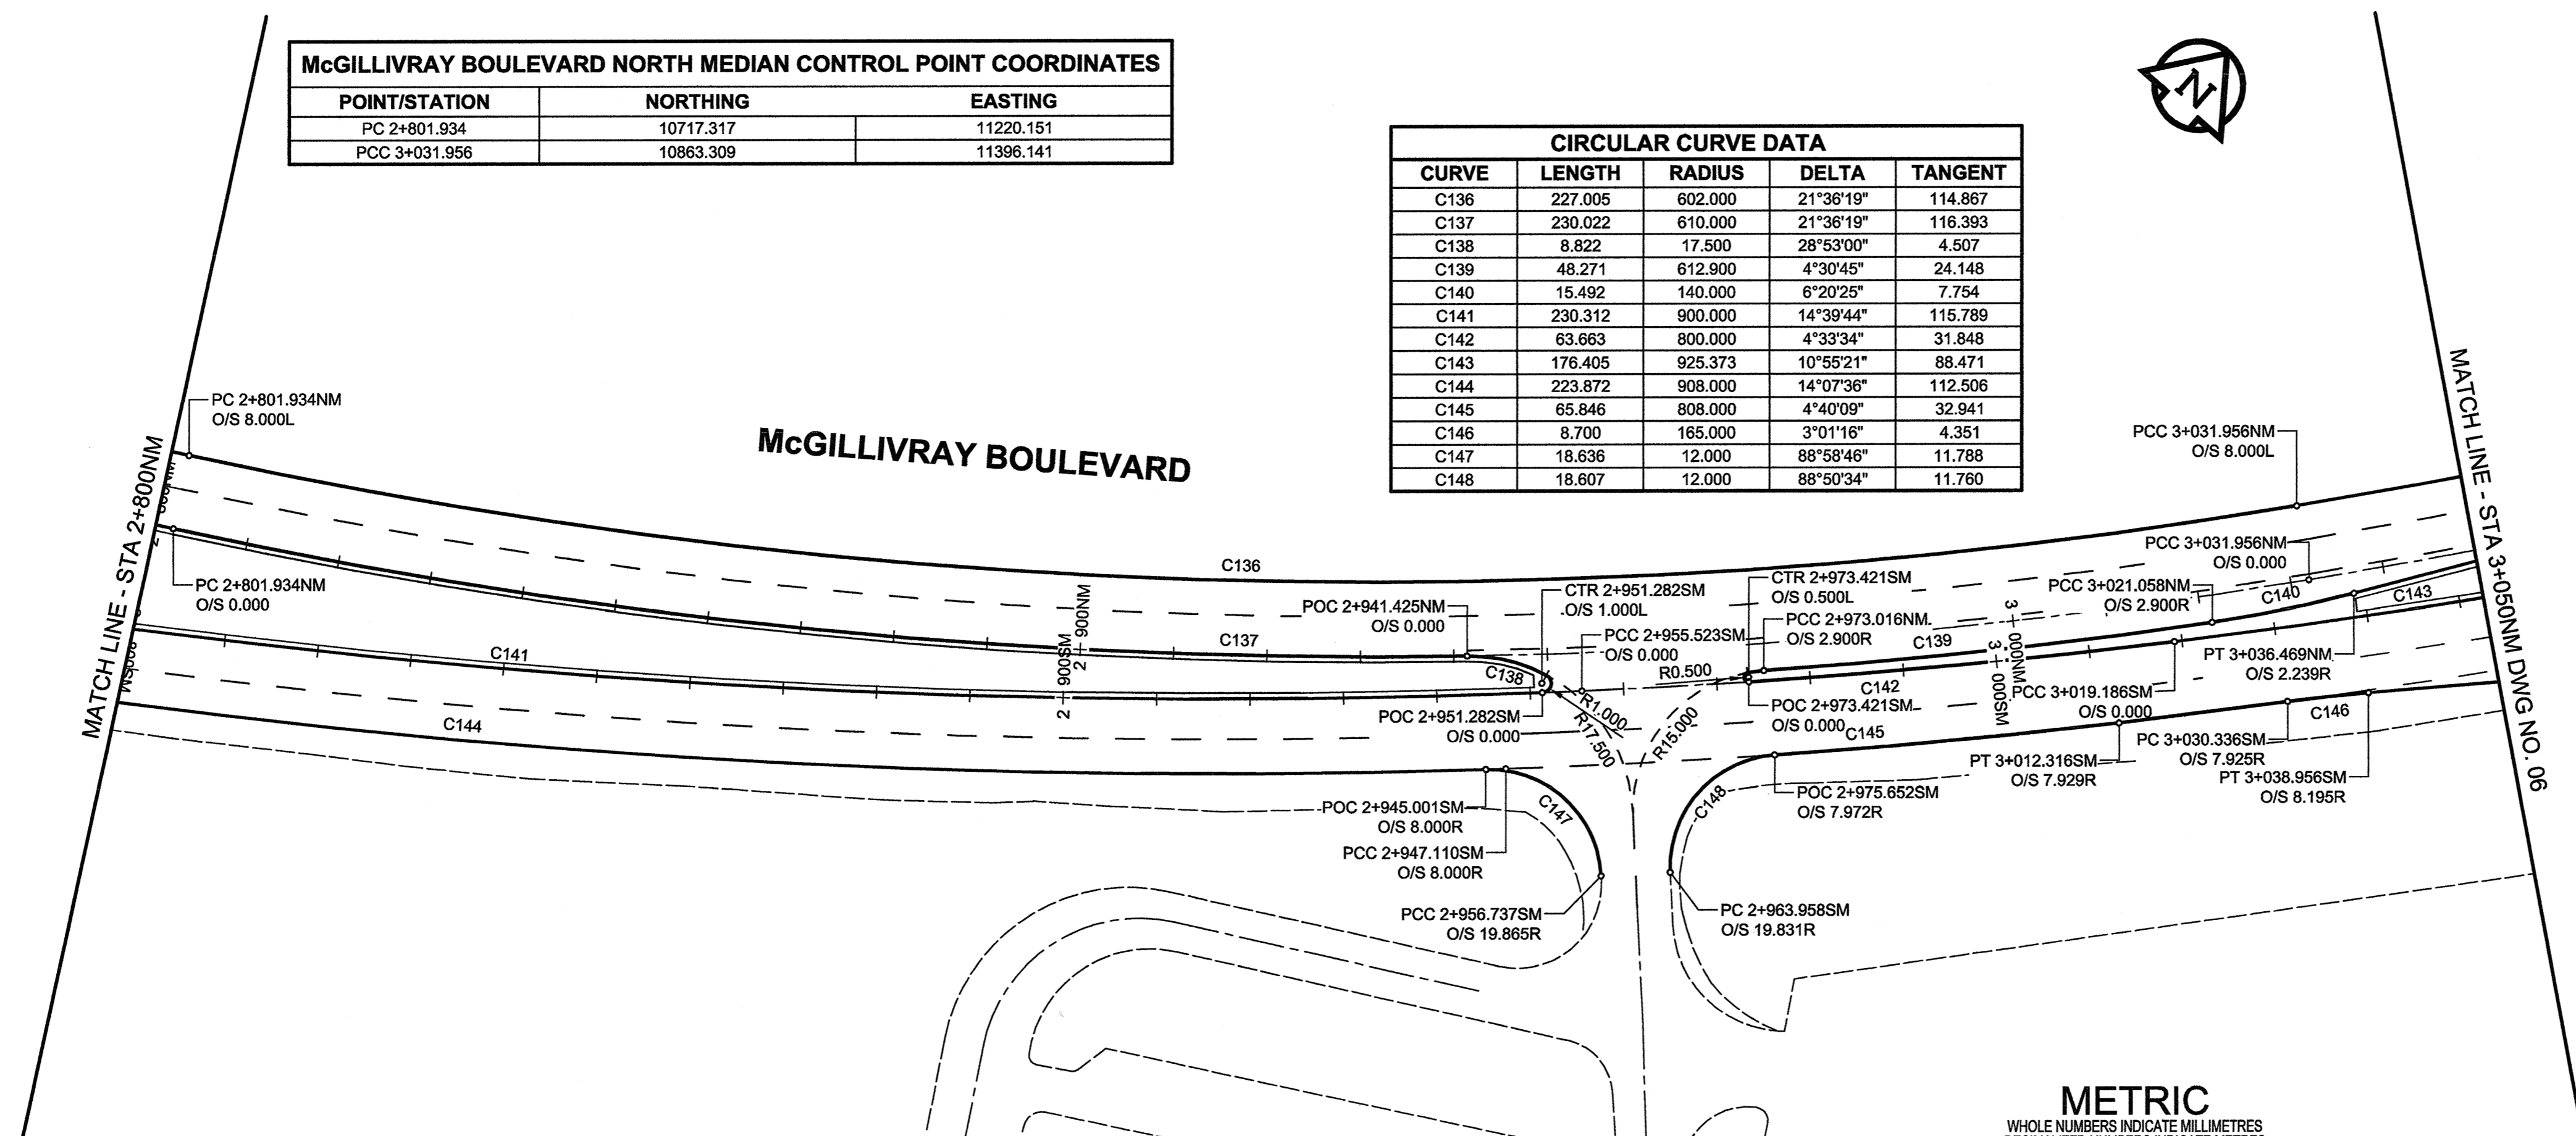 McGILLIVRAY BOULEVARD NORTH MEDIAN CONTROL POINT COORDINATES
POINT/STATION NORTHING EASTING
PC 2+801.934 10717.317 11220.151
PCC 3+031.956 10863.309 11396.141
N
CIRCULAR CURVE DATA
CURVE LENGTH RADIUS DELTA TANGENT
C136 227.005 602.000 21°36'19" 114.867
C137 230.022 610.000 21°36'19" 116.393
C138 8.822 17.500 28°53'00" 4.507
C139 48.271 612.900 4°30'45" 24.148
C140 15.492 140.000 6°20'25" 7.754
C141 230.312 900.000 14°39'44" 115.789
C142 63.663 800.000 4°33'34" 31.848
C143 176.405 925.373 10°55'21" 88.471
C144 223.872 908.000 14°07'36" 112.506
C145 65.846 808.000 4°40'09" 32.941
C146 8.700 165.000 3°01'16" 4.351
C147 18.636 12.000 88°58'46" 11.788
C148 18.607 12.000 88°50'34" 11.760
MATCH LINE - STA 2+800NM
PC 2+801.934NM
O/S 8.000L
PC 2+801.934NM
O/S 0.000
McGILLIVRAY BOULEVARD
C136
C137
C141
C144
2+900NM
2+900SM
POC 2+941.425NM
O/S 0.000
CTR 2+951.282SM
O/S 1.000L
PCC 2+955.523SM
O/S 0.000
C138
R1.000
R17.500
R15.000
R0.500
POC 2+951.282SM
O/S 0.000
CTR 2+973.421SM
O/S 0.500L
PCC 2+973.016NM
O/S 2.900R
C139
C142
POC 2+973.421SM
O/S 0.000
C145
3+000NM
3+000SM
PCC 3+031.956NM
O/S 8.000L
PCC 3+031.956NM
O/S 0.000
PCC 3+021.058NM
O/S 2.900R
C140
C143
PT 3+036.469NM
O/S 2.239R
PCC 3+019.186SM
O/S 0.000
C146
PC 3+030.336SM
O/S 7.925R
PT 3+012.316SM
O/S 7.929R
PT 3+038.956SM
O/S 8.195R
POC 2+945.001SM
O/S 8.000R
PCC 2+947.110SM
O/S 8.000R
C147
C148
POC 2+975.652SM
O/S 7.972R
PCC 2+956.737SM
O/S 19.865R
PC 2+963.958SM
O/S 19.831R
MATCH LINE - STA 3+050NM DWG NO. 06
METRIC
WHOLE NUMBERS INDICATE MILLIMETRES